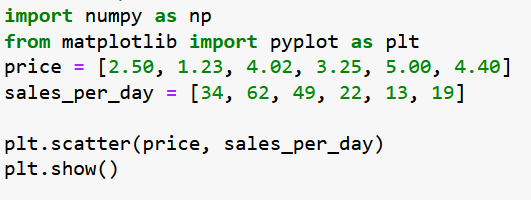 import numpy as np
from matplotlib import pyplot as plt
price = [2.50, 1.23, 4.02, 3.25, 5.00, 4.40]
sales_per_day = [34, 62, 49, 22, 13, 19]
plt.scatter(price, sales_per_day)
plt.show()